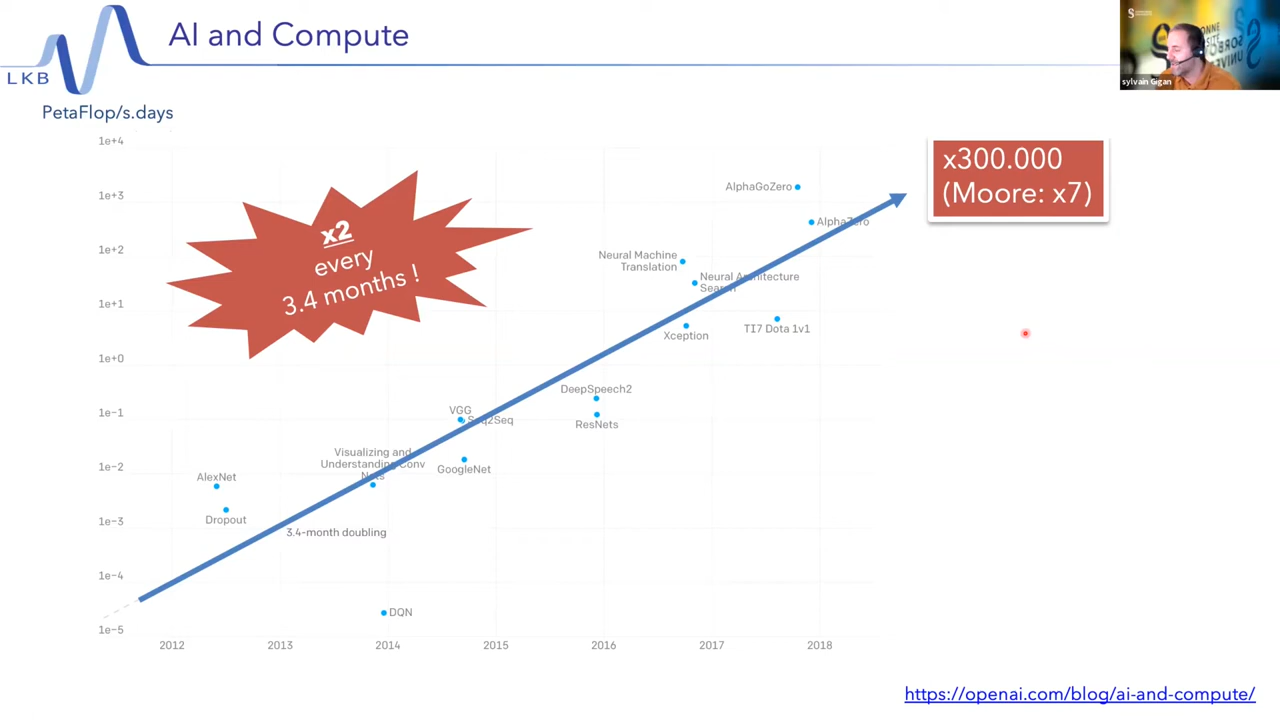 AI and Compute
LKB
sylvain Gigan
PetaFlop/s.days
1e+4
1e+3
1e+2
1e+1
1e+0
1e-1
1e-2
1e-3
1e-4
1e-5
x2
every
3.4 months !
x300.000
(Moore: x7)
AlphaGoZero
AlphaZero
Neural Machine
Translation
Neural Architecture
Search
TI7 Dota 1v1
Xception
DeepSpeech2
ResNets
VGG
Seq2Seq
GoogleNet
Visualizing and
Understanding Conv
Nets
AlexNet
Dropout
3.4-month doubling
DQN
2012 2013 2014 2015 2016 2017 2018
https://openai.com/blog/ai-and-compute/